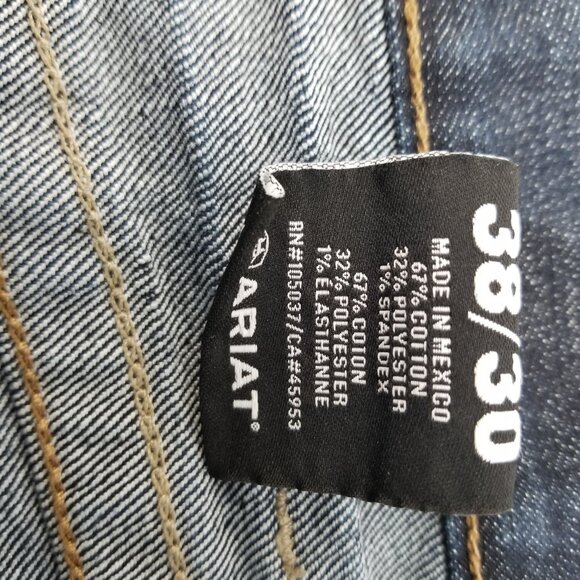 38/30
MADE IN MEXICO
67% COTTON
32% POLYESTER
1% SPANDEX
67% COTON
32% POLYESTER
1% ÉLASTHANNE
RN#105037/CA#45953
ARIAT®